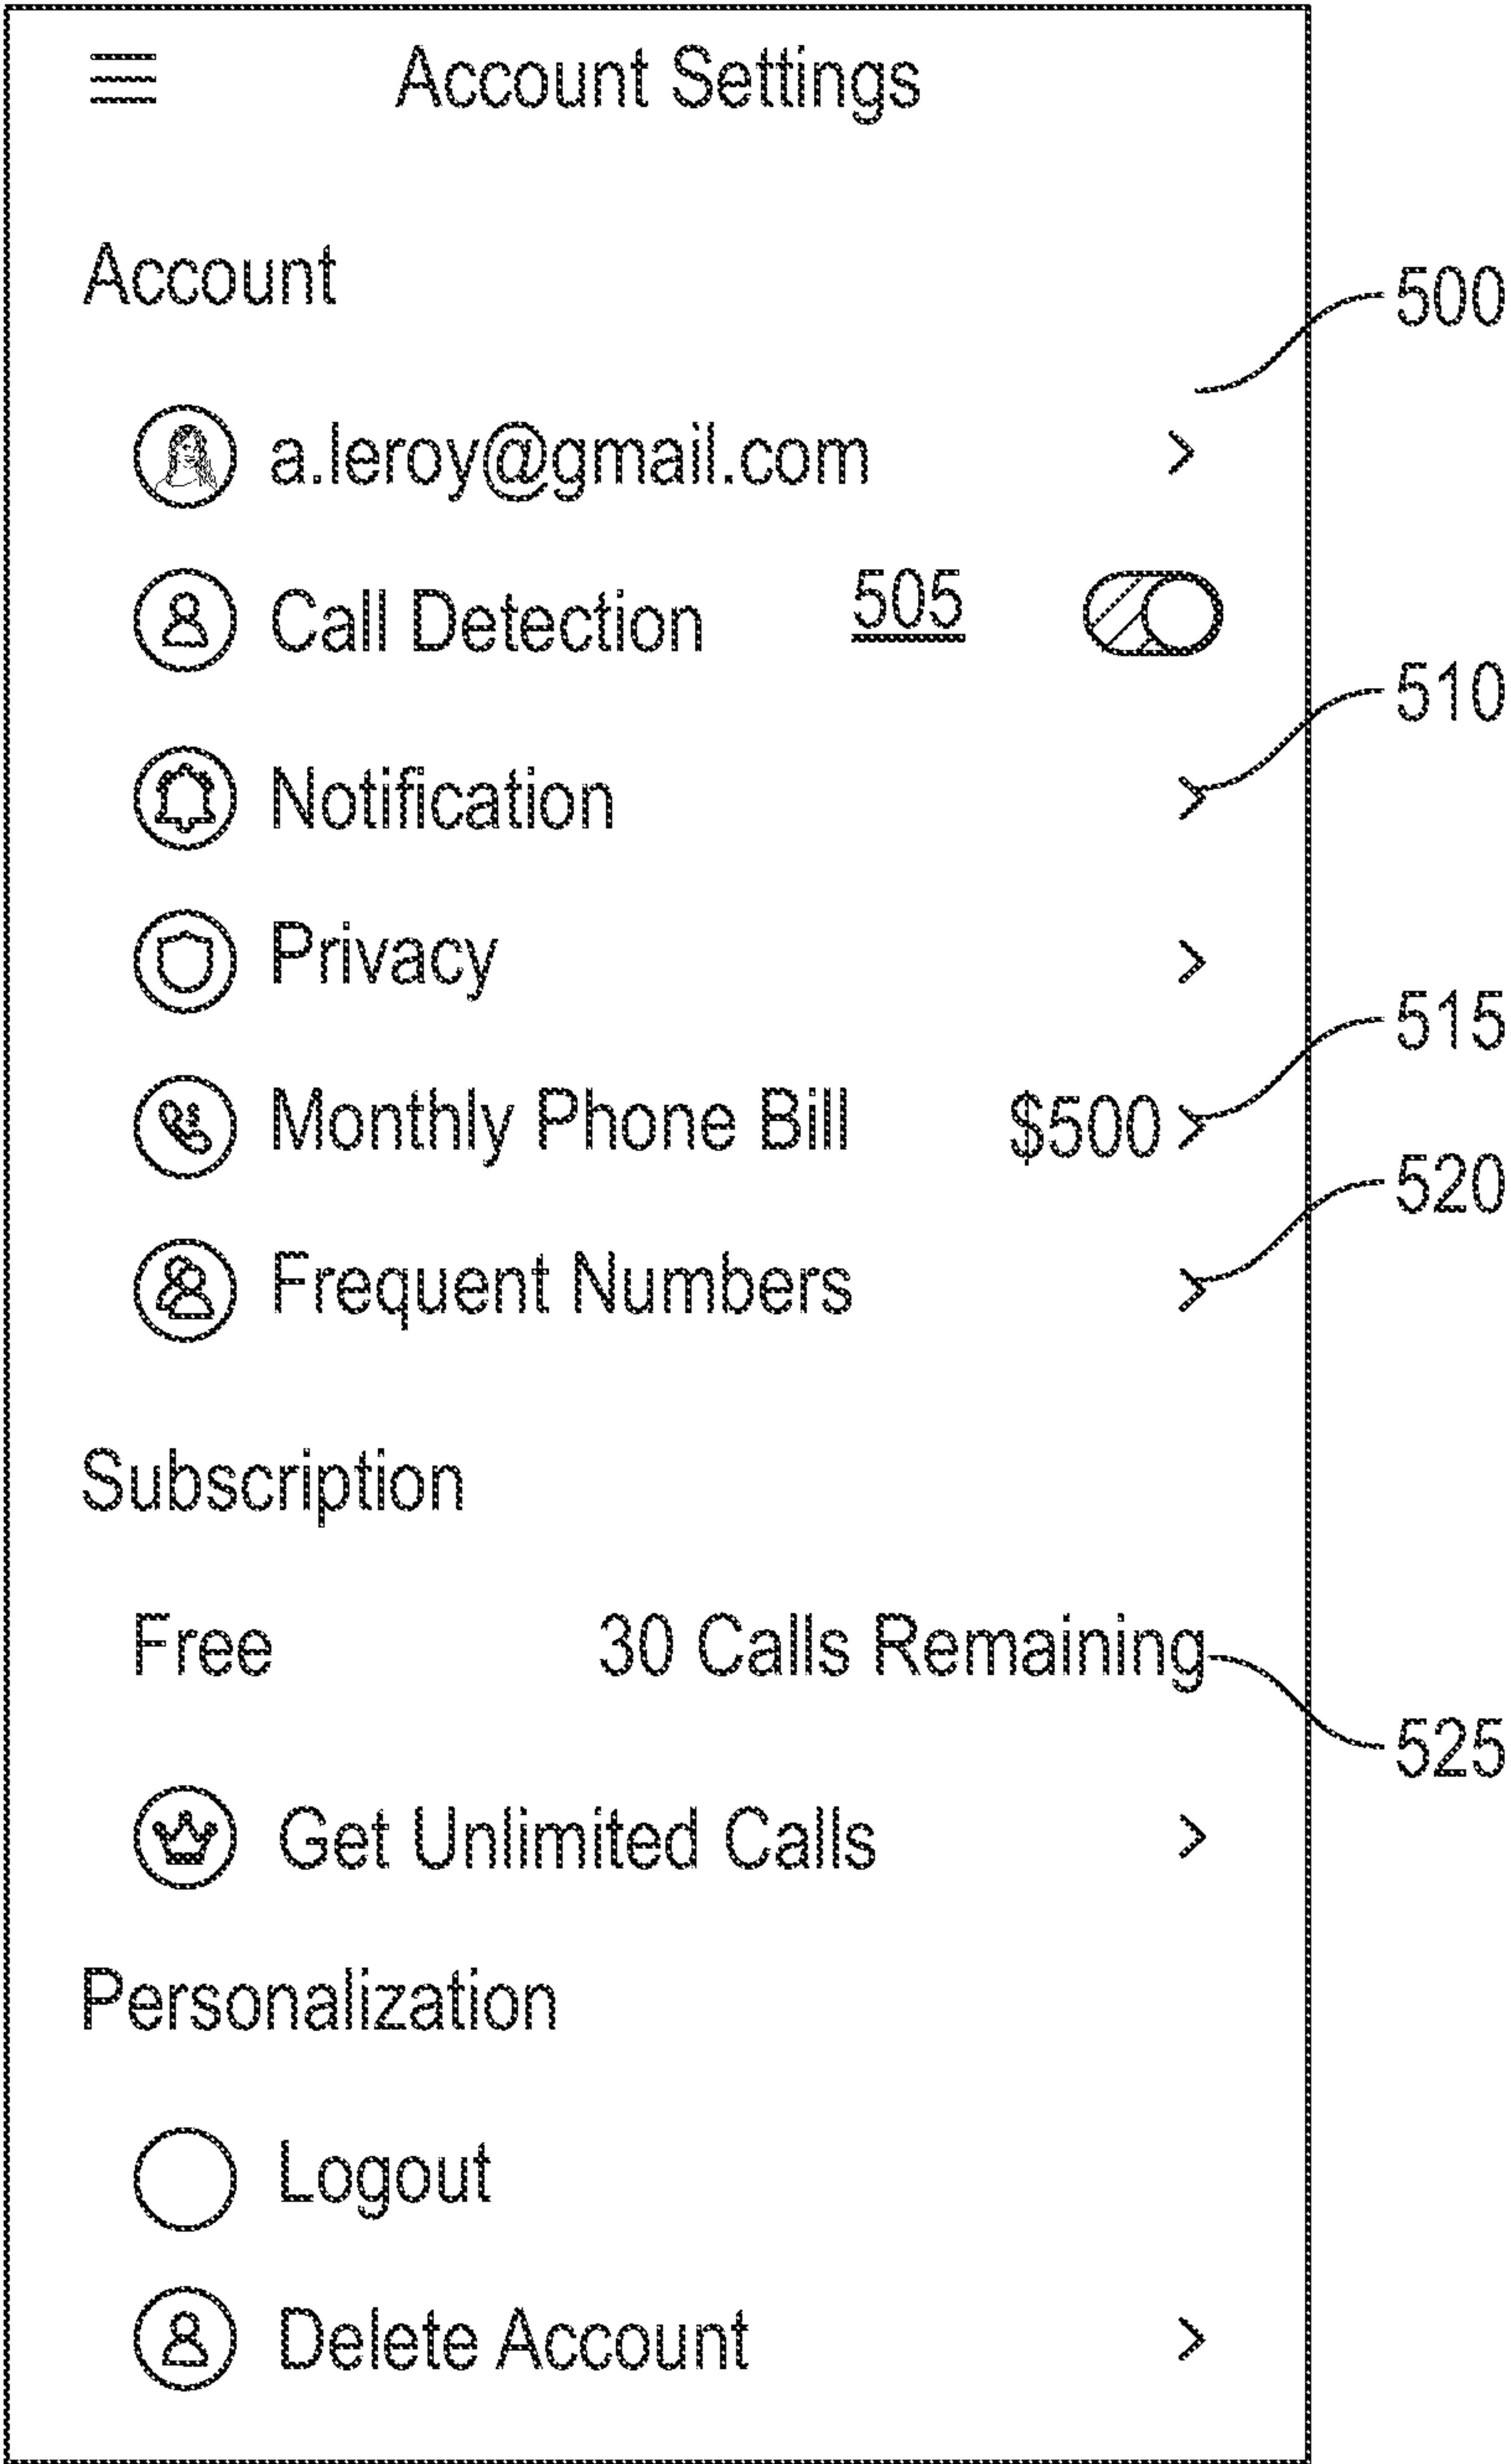 Account Settings
Account
500
a.leroy@gmail.com >
Call Detection 505
510
Notification >
Privacy >
515
Monthly Phone Bill $500 >
520
Frequent Numbers >
Subscription
Free 30 Calls Remaining
525
Get Unlimited Calls >
Personalization
Logout
Delete Account >